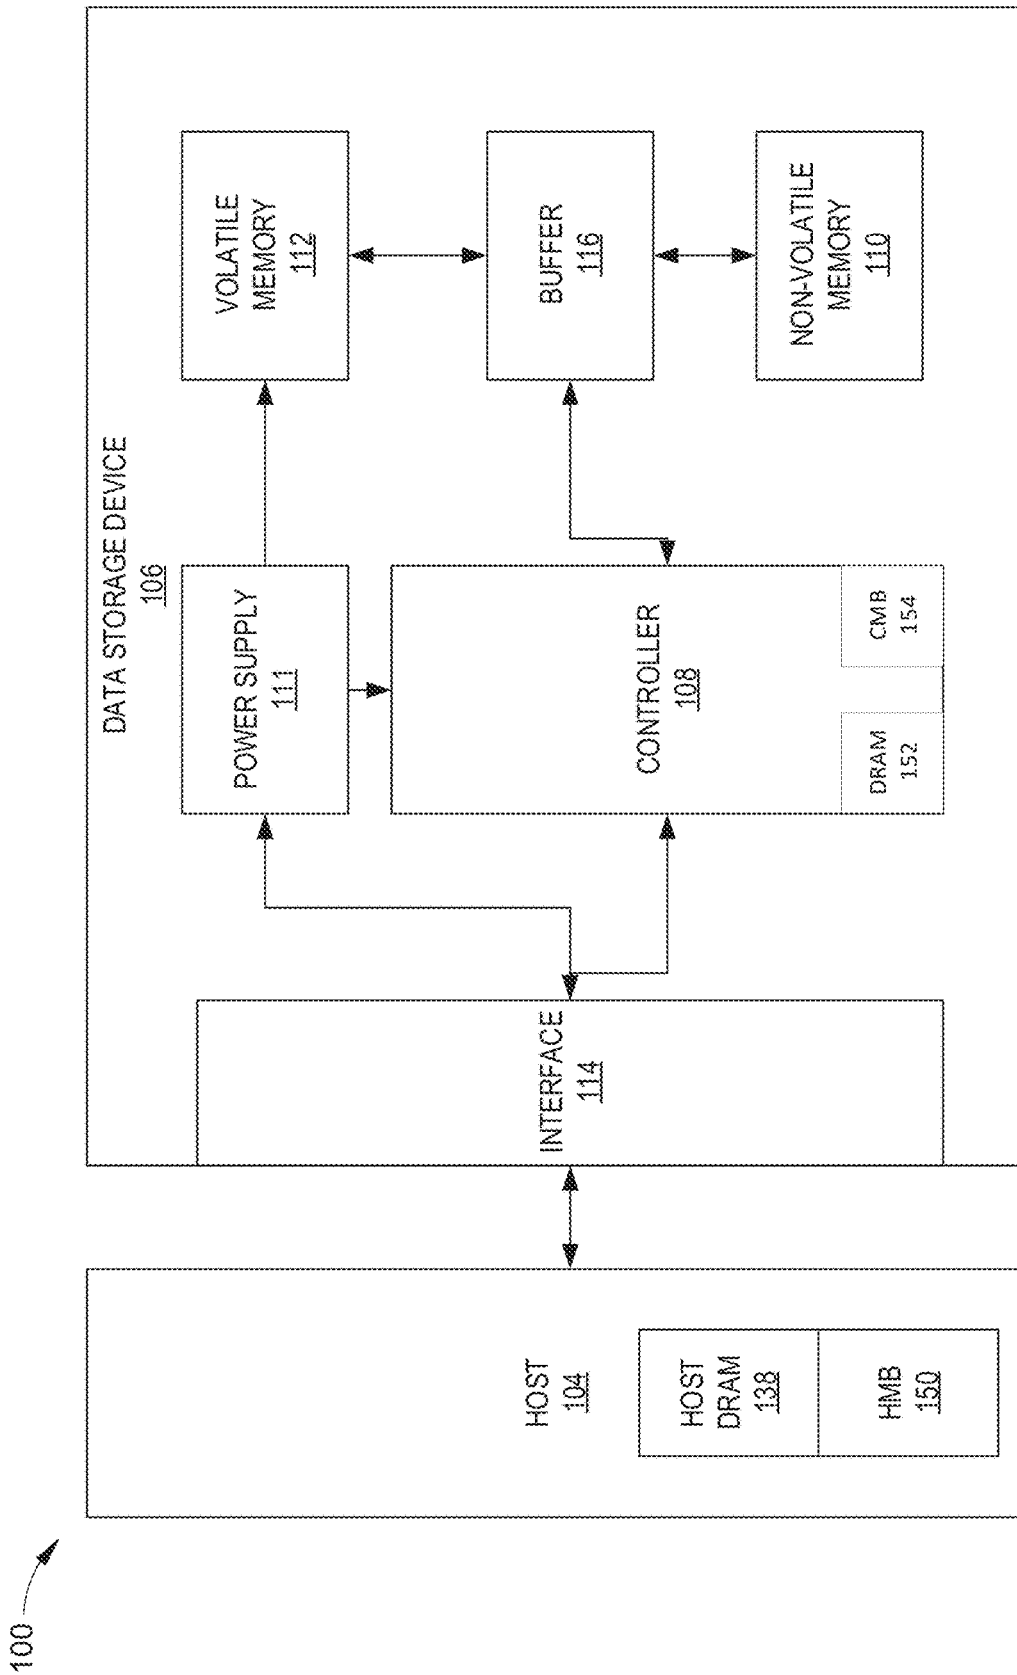 100
HOST
104
HOST
DRAM
138
HMB
150
DATA STORAGE DEVICE
106
INTERFACE
114
POWER SUPPLY
111
CONTROLLER
108
DRAM
152
CMB
154
VOLATILE
MEMORY
112
BUFFER
116
NON-VOLATILE
MEMORY
110